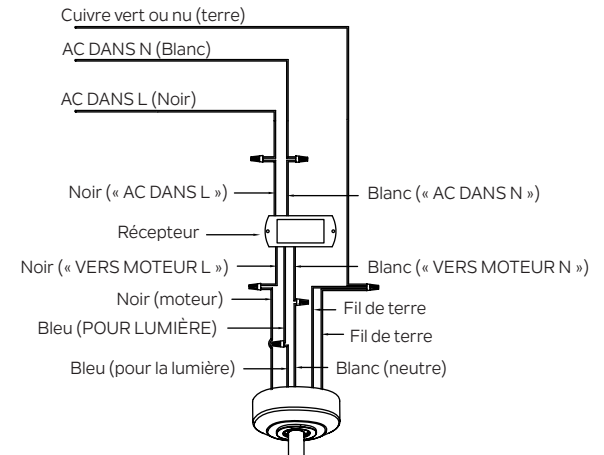 Cuivre vert ou nu (terre)
AC DANS N (Blanc)
AC DANS L (Noir)
Noir (« AC DANS L »)
Blanc (« AC DANS N »)
Récepteur
Noir (« VERS MOTEUR L »)
Blanc (« VERS MOTEUR N »)
Noir (moteur)
Fil de terre
Bleu (POUR LUMIÈRE)
Fil de terre
Bleu (pour la lumière)
Blanc (neutre)